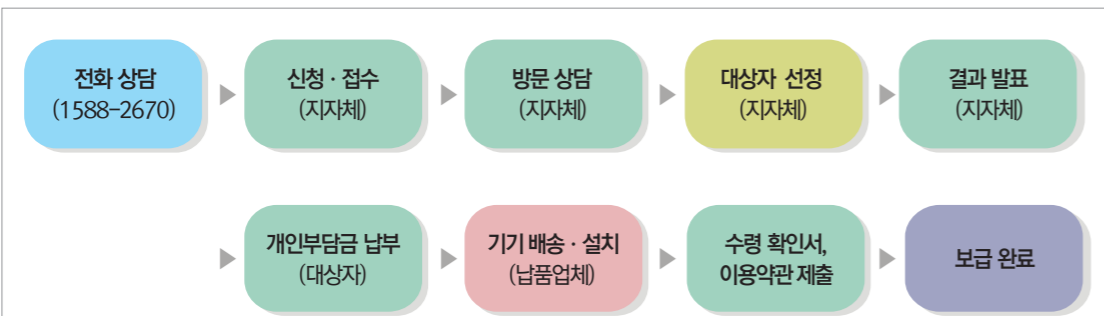 전화 상담
(1588-2670)
신청 · 접수
(지자체)
방문 상담
(지자체)
대상자 선정
(지자체)
결과 발표
(지자체)
개인부담금 납부
(대상자)
기기 배송 · 설치
(납품업체)
수령 확인서,
이용약관 제출
보급 완료